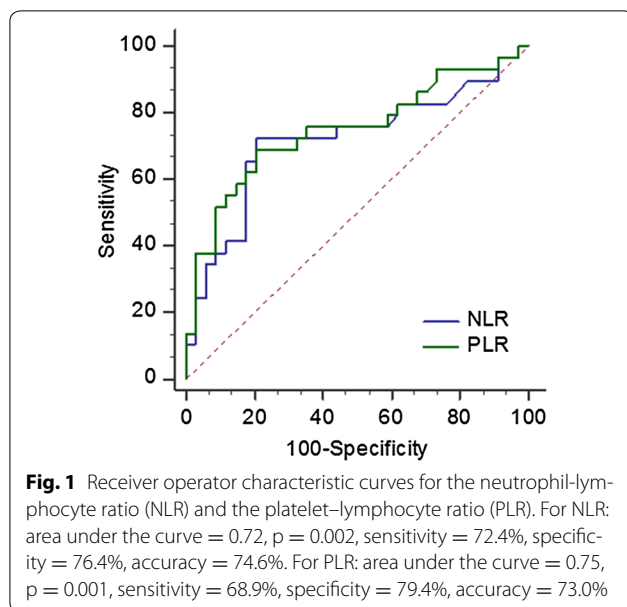 100
80
60
40
20
0
Sensitivity
NLR
PLR
0 20 40 60 80 100
100-Specificity
Fig. 1 Receiver operator characteristic curves for the neutrophil-lym-
phocyte ratio (NLR) and the platelet–lymphocyte ratio (PLR). For NLR:
area under the curve = 0.72, p = 0.002, sensitivity = 72.4%, specific-
ity = 76.4%, accuracy = 74.6%. For PLR: area under the curve = 0.75,
p = 0.001, sensitivity = 68.9%, specificity = 79.4%, accuracy = 73.0%